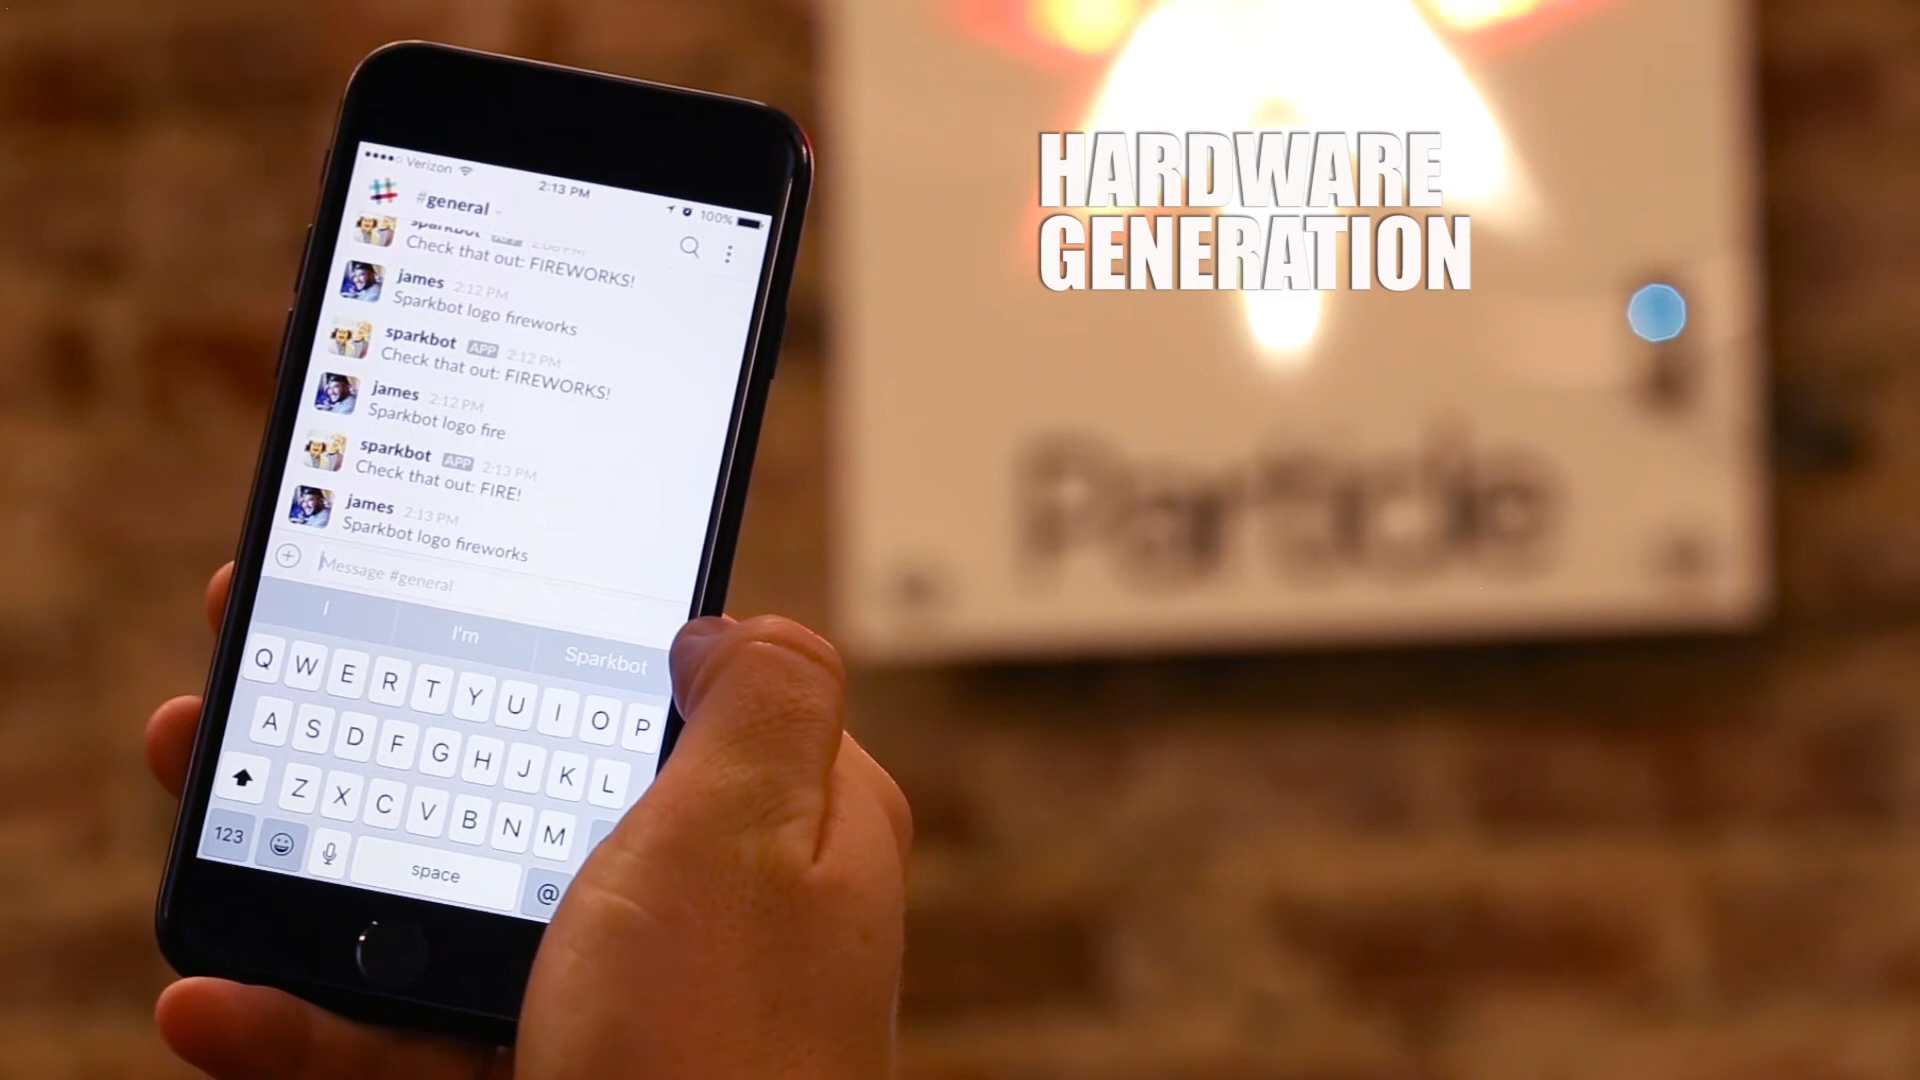 Verizon
2:13 PM
100%
#general
sparkbot
Check that out: FIREWORKS!
james 2:12 PM
Sparkbot logo fireworks
sparkbot APP 2:12 PM
Check that out: FIREWORKS!
james 2:12 PM
Sparkbot logo fire
sparkbot APP 2:13 PM
Check that out: FIRE!
james 2:13 PM
Sparkbot logo fireworks
Message #general
I I'm Sparkbot
Q W E R T Y U I O P
A S D F G H J K L
Z X C V B N M
123 space @
HARDWARE
GENERATION
Particle